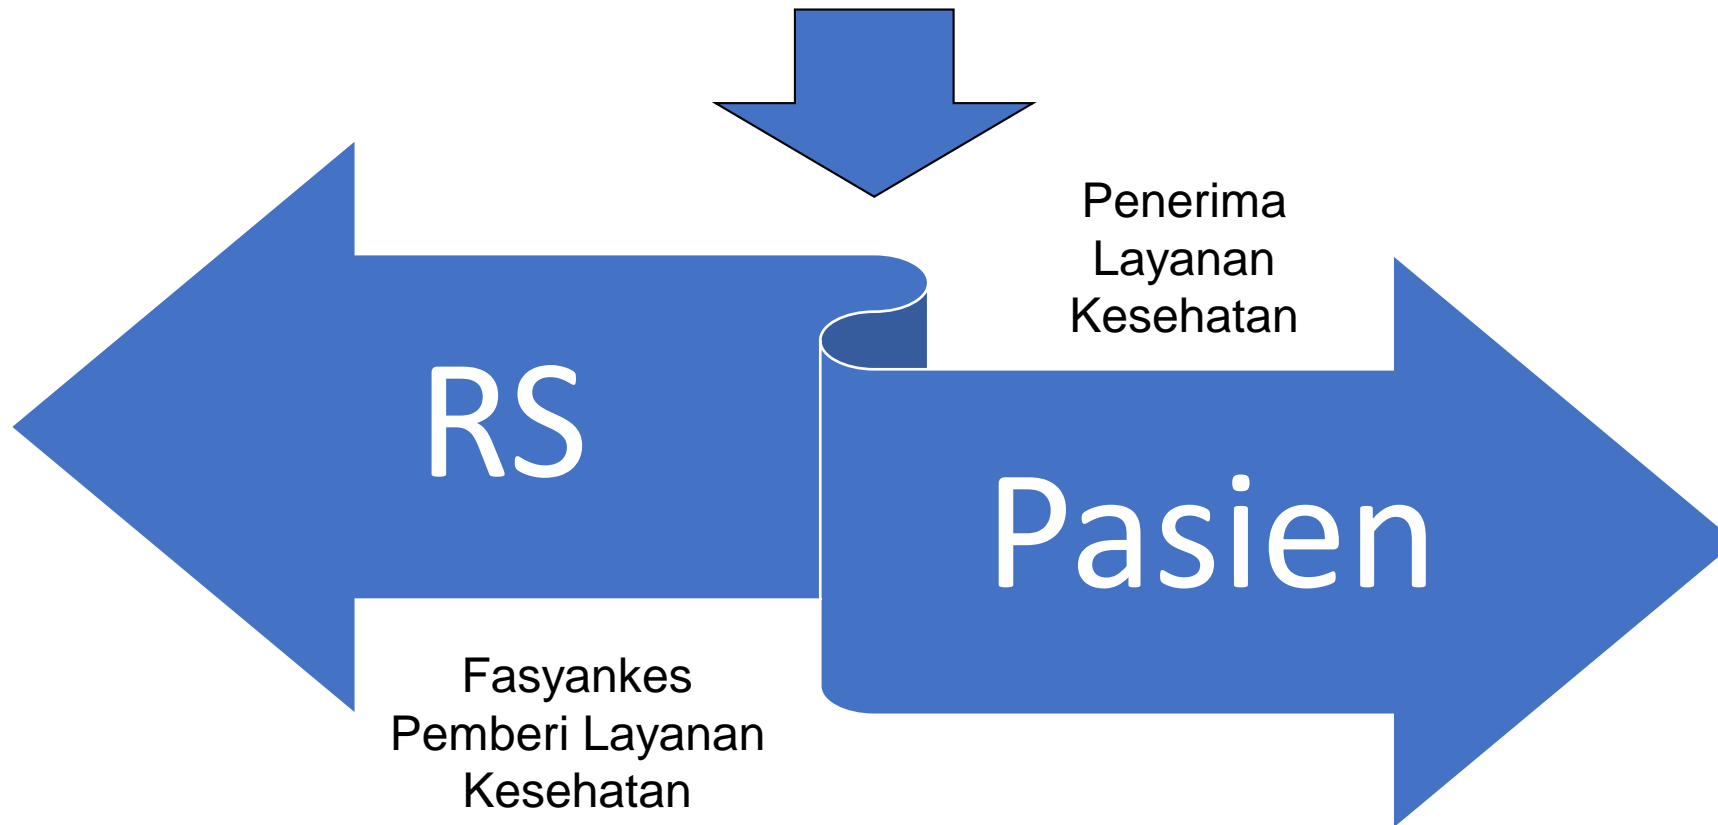 Penerima
Layanan
Kesehatan
RS
Pasien
Fasyankes
Pemberi Layanan
Kesehatan